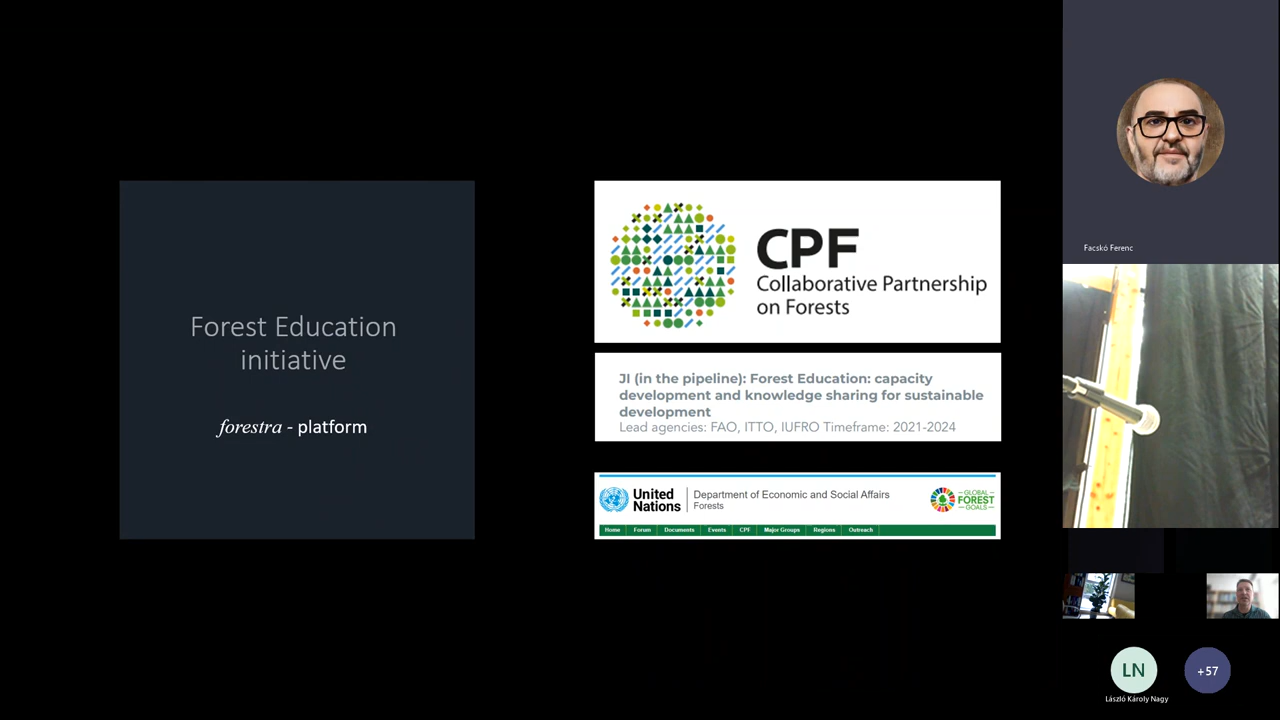 Forest Education
initiative
forestra - platform
CPF
Collaborative Partnership
on Forests
JI (in the pipeline): Forest Education: capacity
development and knowledge sharing for sustainable
development
Lead agencies: FAO, ITTO, IUFRO Timeframe: 2021-2024
United
Nations
Department of Economic and Social Affairs
Forests
GLOBAL
FOREST
GOALS
Home Forum Documents Events CPF Major Groups Regions Outreach
Facskó Ferenc
LN
László Károly Nagy
+57